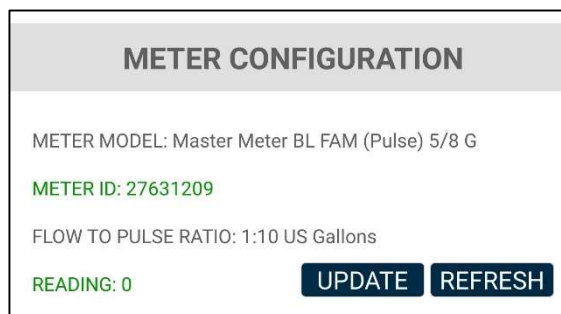 METER CONFIGURATION
METER MODEL: Master Meter BL FAM (Pulse) 5/8 G
METER ID: 27631209
FLOW TO PULSE RATIO: 1:10 US Gallons
READING: 0 UPDATE REFRESH